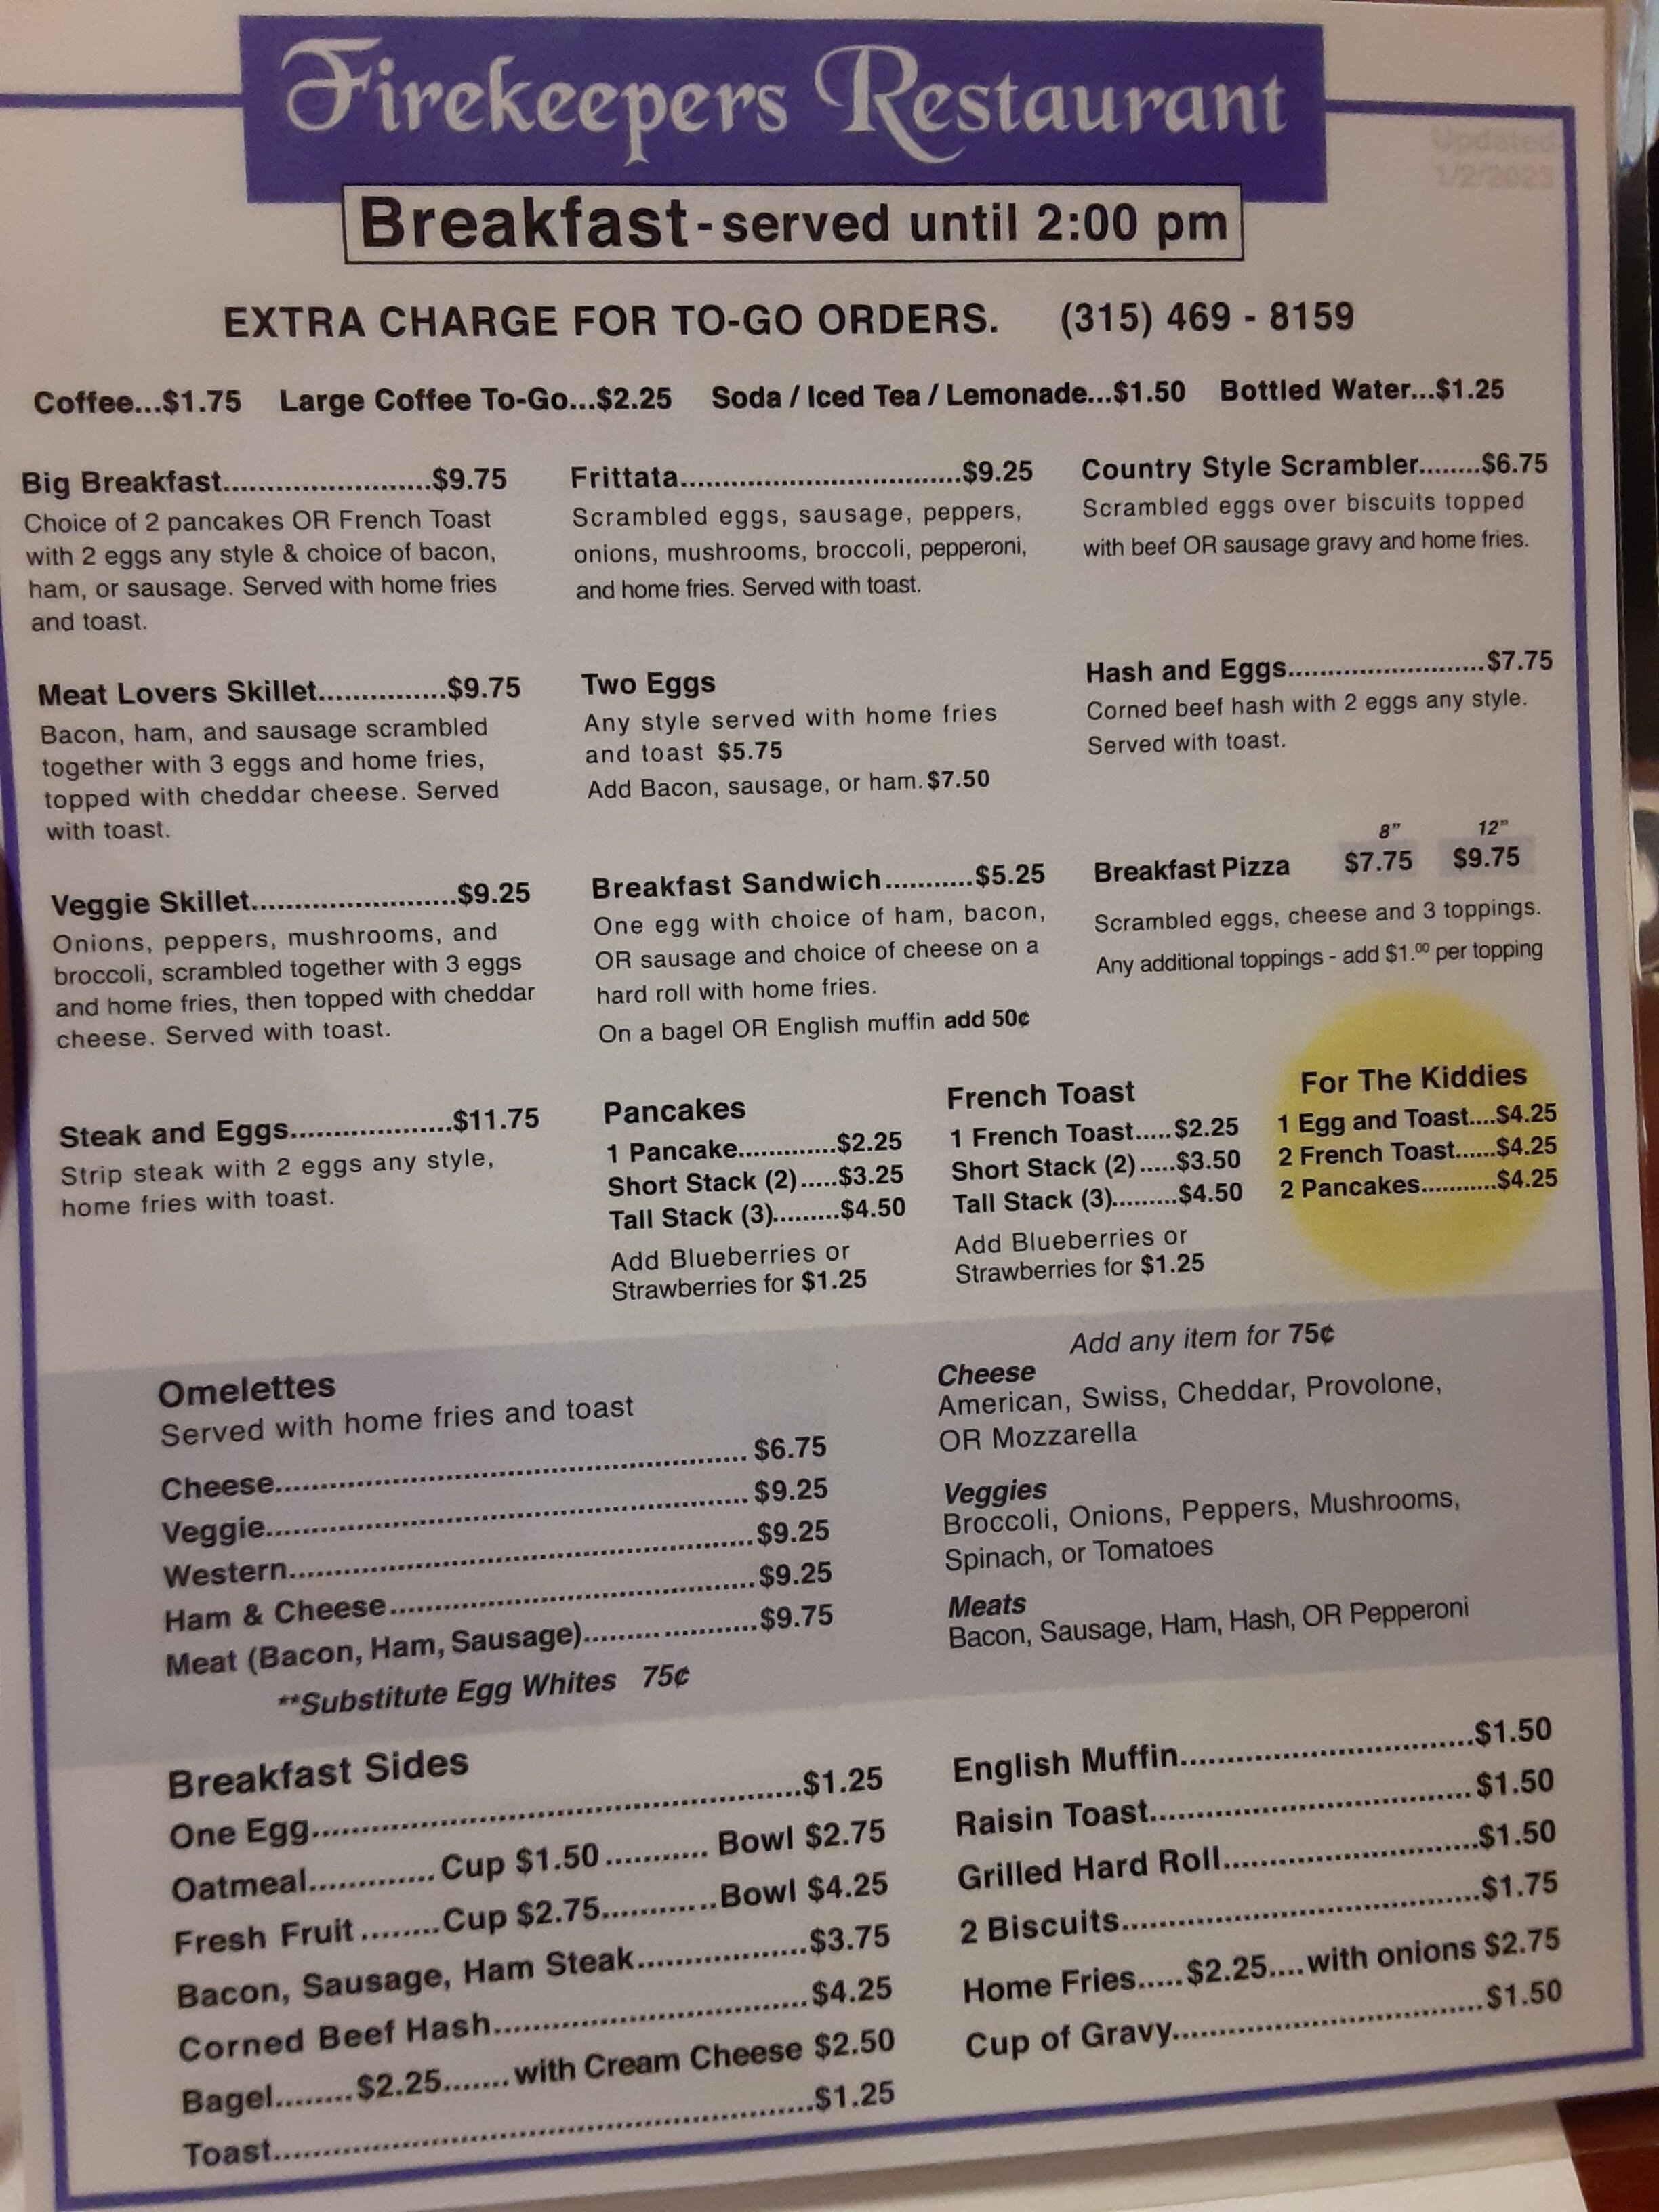 Firekeepers Restaurant
Updated
1/2/2023
Breakfast - served until 2:00 pm
EXTRA CHARGE FOR TO-GO ORDERS. (315) 469 - 8159
Coffee...$1.75 Large Coffee To-Go...$2.25 Soda / Iced Tea / Lemonade...$1.50 Bottled Water...$1.25
Big Breakfast........................$9.75
Choice of 2 pancakes OR French Toast
with 2 eggs any style & choice of bacon,
ham, or sausage. Served with home fries
and toast.
Meat Lovers Skillet...............$9.75
Bacon, ham, and sausage scrambled
together with 3 eggs and home fries,
topped with cheddar cheese. Served
with toast.
Veggie Skillet........................$9.25
Onions, peppers, mushrooms, and
broccoli, scrambled together with 3 eggs
and home fries, then topped with cheddar
cheese. Served with toast.
Steak and Eggs...................$11.75
Strip steak with 2 eggs any style,
home fries with toast.
Frittata................................$9.25
Scrambled eggs, sausage, peppers,
onions, mushrooms, broccoli, pepperoni,
and home fries. Served with toast.
Two Eggs
Any style served with home fries
and toast $5.75
Add Bacon, sausage, or ham. $7.50
Breakfast Sandwich..........$5.25
One egg with choice of ham, bacon,
OR sausage and choice of cheese on a
hard roll with home fries.
On a bagel OR English muffin add 50¢
Country Style Scrambler........$6.75
Scrambled eggs over biscuits topped
with beef OR sausage gravy and home fries.
Hash and Eggs.......................$7.75
Corned beef hash with 2 eggs any style.
Served with toast.
8" 12"
Breakfast Pizza $7.75 $9.75
Scrambled eggs, cheese and 3 toppings.
Any additional toppings - add $1.00 per topping
Pancakes
1 Pancake.............$2.25
Short Stack (2).....$3.25
Tall Stack (3).........$4.50
Add Blueberries or
Strawberries for $1.25
French Toast
1 French Toast.....$2.25
Short Stack (2).....$3.50
Tall Stack (3).........$4.50
Add Blueberries or
Strawberries for $1.25
For The Kiddies
1 Egg and Toast....$4.25
2 French Toast......$4.25
2 Pancakes...........$4.25
Omelettes
Served with home fries and toast
Cheese.....................................................$6.75
Veggie......................................................$9.25
Western....................................................$9.25
Ham & Cheese.........................................$9.25
Meat (Bacon, Ham, Sausage)...................$9.75
**Substitute Egg Whites 75¢
Add any item for 75¢
Cheese
American, Swiss, Cheddar, Provolone,
OR Mozzarella
Veggies
Broccoli, Onions, Peppers, Mushrooms,
Spinach, or Tomatoes
Meats
Bacon, Sausage, Ham, Hash, OR Pepperoni
Breakfast Sides
One Egg......................................................$1.25
Oatmeal.............Cup $1.50...........Bowl $2.75
Fresh Fruit........Cup $2.75............Bowl $4.25
Bacon, Sausage, Ham Steak..................$3.75
Corned Beef Hash.................................$4.25
Bagel........$2.25.......with Cream Cheese $2.50
Toast..........................................................$1.25
English Muffin................................$1.50
Raisin Toast...................................$1.50
Grilled Hard Roll............................$1.50
2 Biscuits.......................................$1.75
Home Fries.....$2.25....with onions $2.75
Cup of Gravy..................................$1.50